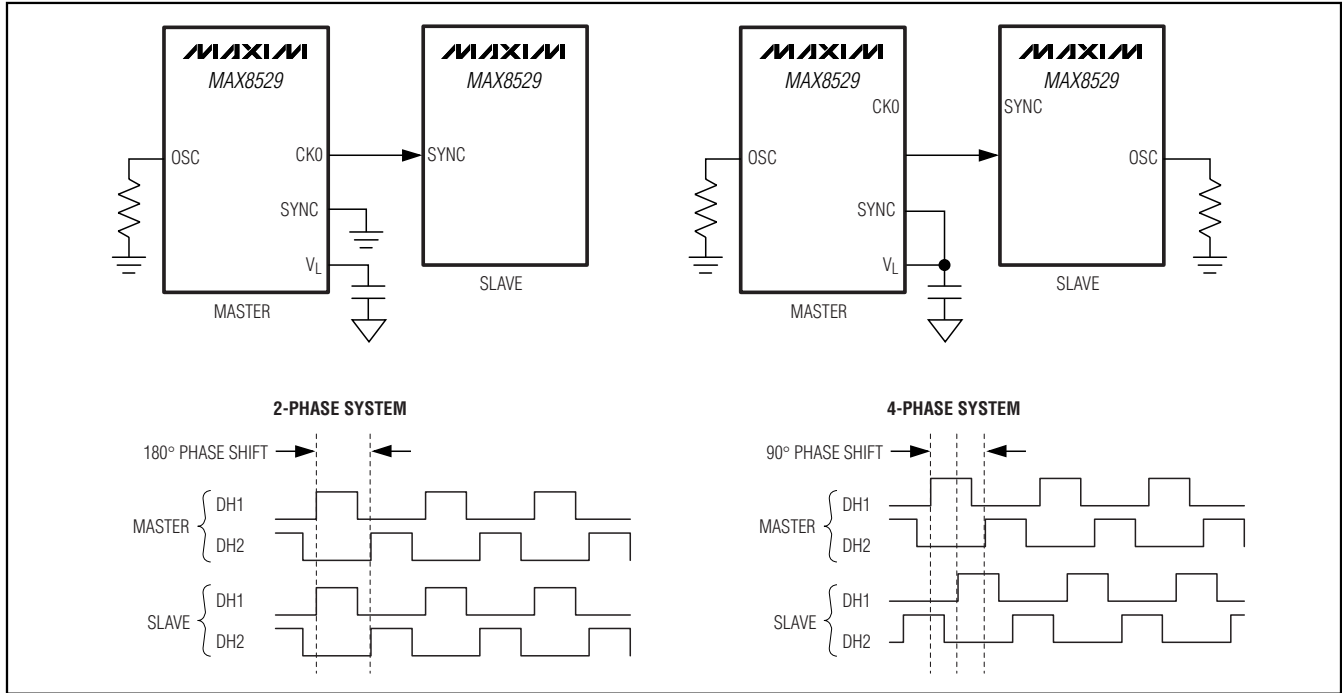 MAXIM
MAX8529
OSC
CK0
SYNC
VL
MASTER
MAXIM
MAX8529
SYNC
SLAVE
MAXIM
MAX8529
CK0
OSC
SYNC
VL
MASTER
MAXIM
MAX8529
SYNC
OSC
SLAVE
2-PHASE SYSTEM
180° PHASE SHIFT
MASTER
DH1
DH2
SLAVE
DH1
DH2
4-PHASE SYSTEM
90° PHASE SHIFT
MASTER
DH1
DH2
SLAVE
DH1
DH2